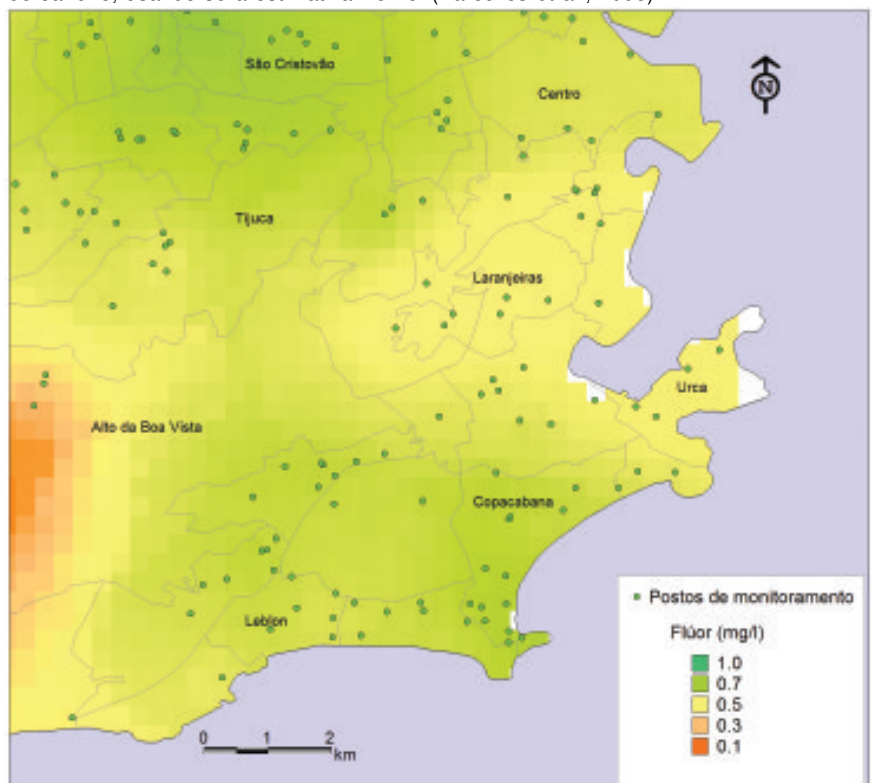 São Cristovão
Centro
N
Tijuca
Laranjeiras
Urca
Alto da Boa Vista
Copacabana
Leblon
Postos de monitoramento
Flúor (mg/l)
1.0
0.7
0.5
0.3
0.1
0 1 2
km